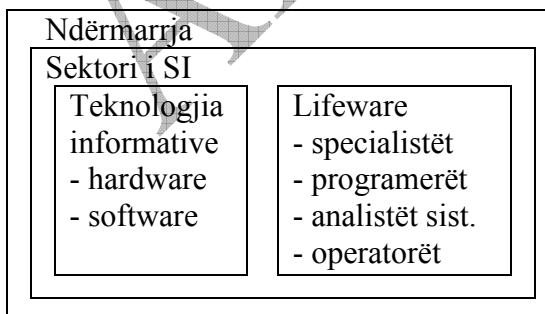 Ndërmarrja
Sektori i SI
Teknologjia
informative
- hardware
- software
Lifeware
- specialistët
- programerët
- analistët sist.
- operatorët